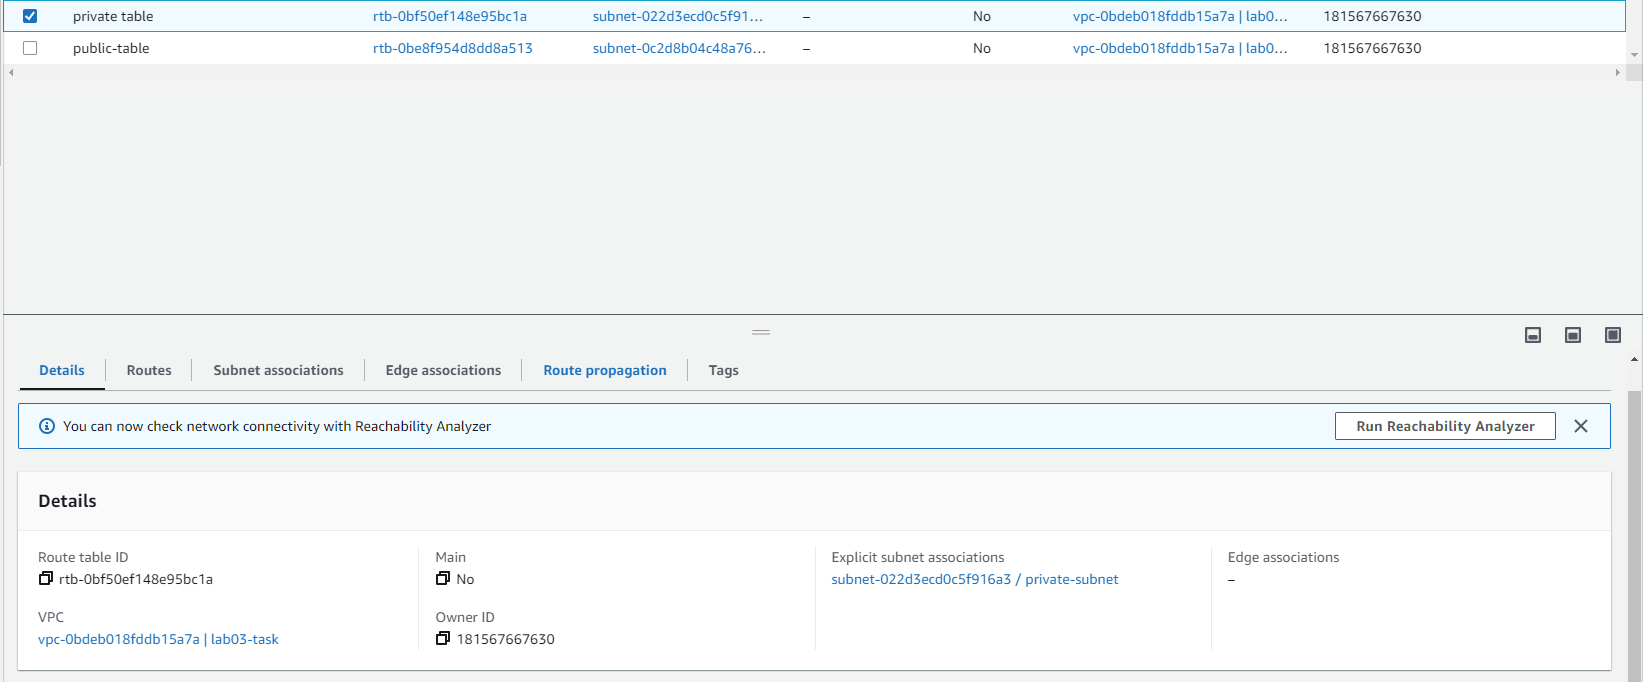 private table rtb-0bf50ef148e95bc1a subnet-022d3ecd0c5f91... – No vpc-0bdeb018fddb15a7a | lab0... 181567667630
public-table rtb-0be8f954d8dd8a513 subnet-0c2d8b04c48a76... – No vpc-0bdeb018fddb15a7a | lab0... 181567667630
Details Routes Subnet associations Edge associations Route propagation Tags
You can now check network connectivity with Reachability Analyzer Run Reachability Analyzer
Details
Route table ID Main Explicit subnet associations Edge associations
rtb-0bf50ef148e95bc1a No subnet-022d3ecd0c5f916a3 / private-subnet –
VPC Owner ID
vpc-0bdeb018fddb15a7a | lab03-task 181567667630